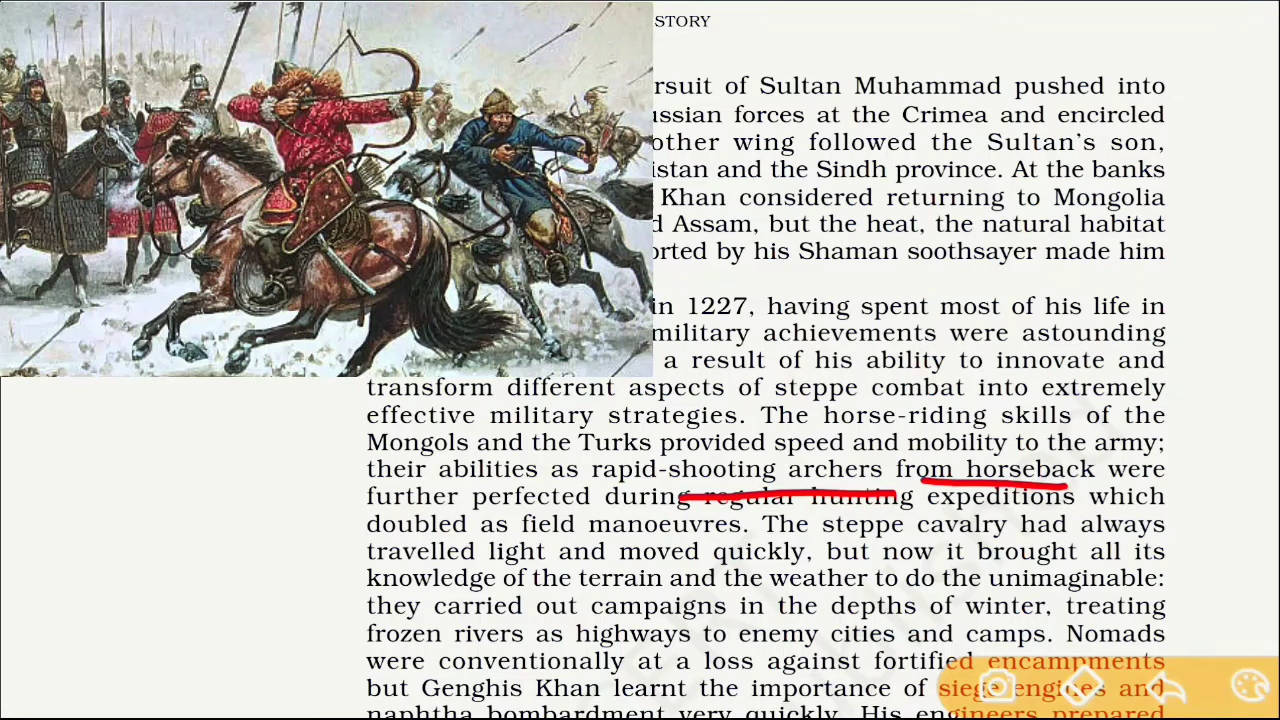 STORY
rsuit of Sultan Muhammad pushed into
ussian forces at the Crimea and encircled
other wing followed the Sultan's son,
istan and the Sindh province. At the banks
Khan considered returning to Mongolia
d Assam, but the heat, the natural habitat
orted by his Shaman soothsayer made him
in 1227, having spent most of his life in
military achievements were astounding
a result of his ability to innovate and
transform different aspects of steppe combat into extremely
effective military strategies. The horse-riding skills of the
Mongols and the Turks provided speed and mobility to the army;
their abilities as rapid-shooting archers from horseback were
further perfected during regular hunting expeditions which
doubled as field manoeuvres. The steppe cavalry had always
travelled light and moved quickly, but now it brought all its
knowledge of the terrain and the weather to do the unimaginable:
they carried out campaigns in the depths of winter, treating
frozen rivers as highways to enemy cities and camps. Nomads
were conventionally at a loss against fortified encampments
but Genghis Khan learnt the importance of siege engines and
naphtha bombardment very quickly. His engineers prepared